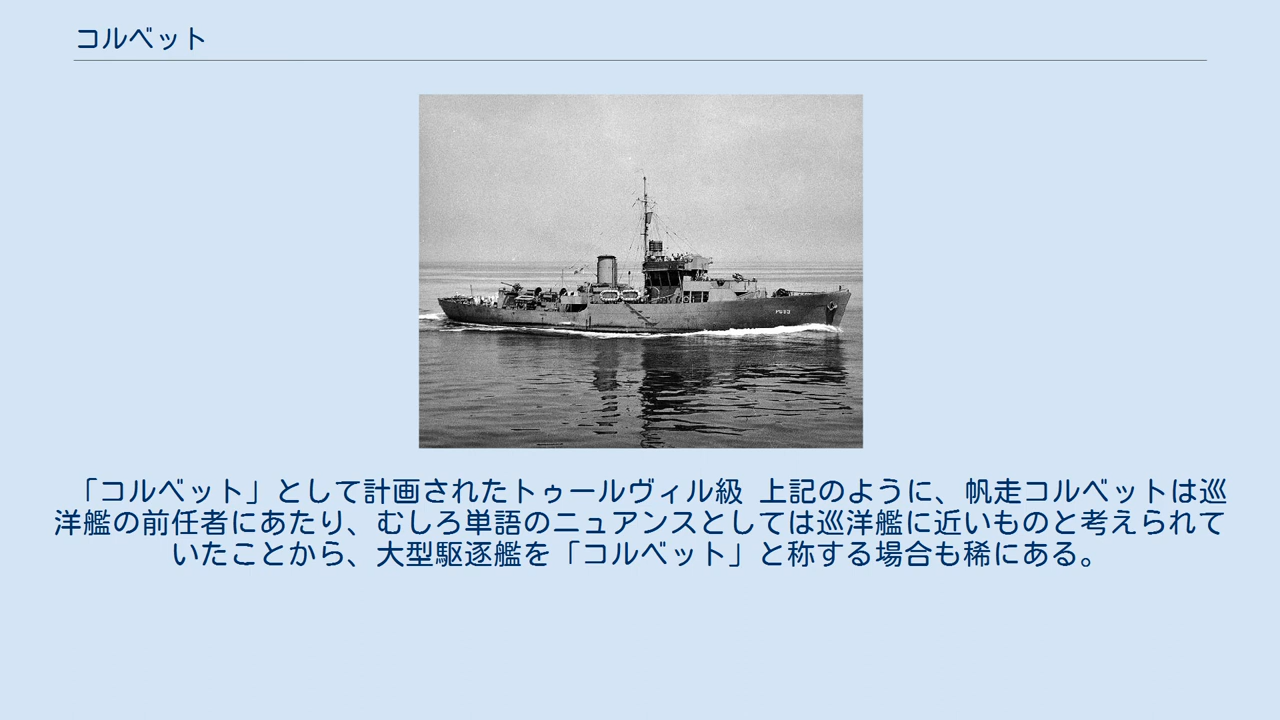 コルベット
「コルベット」として計画されたトゥールヴィル級 上記のように、帆走コルベットは巡
洋艦の前任者にあたり、むしろ単語のニュアンスとしては巡洋艦に近いものと考えられて
いたことから、大型駆逐艦を「コルベット」と称する場合も稀にある。